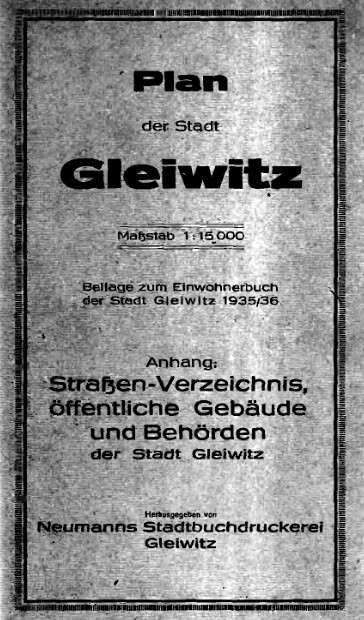 Plan
der Stadt
Gleiwitz
Maßstab 1:15000
Beilage zum Einwohnerbuch
der Stadt Gleiwitz 1935/36
Anhang:
Straßen-Verzeichnis,
öffentliche Gebäude
und Behörden
der Stadt Gleiwitz
Herausgegeben von
Neumanns Stadtbuchdruckerei
Gleiwitz